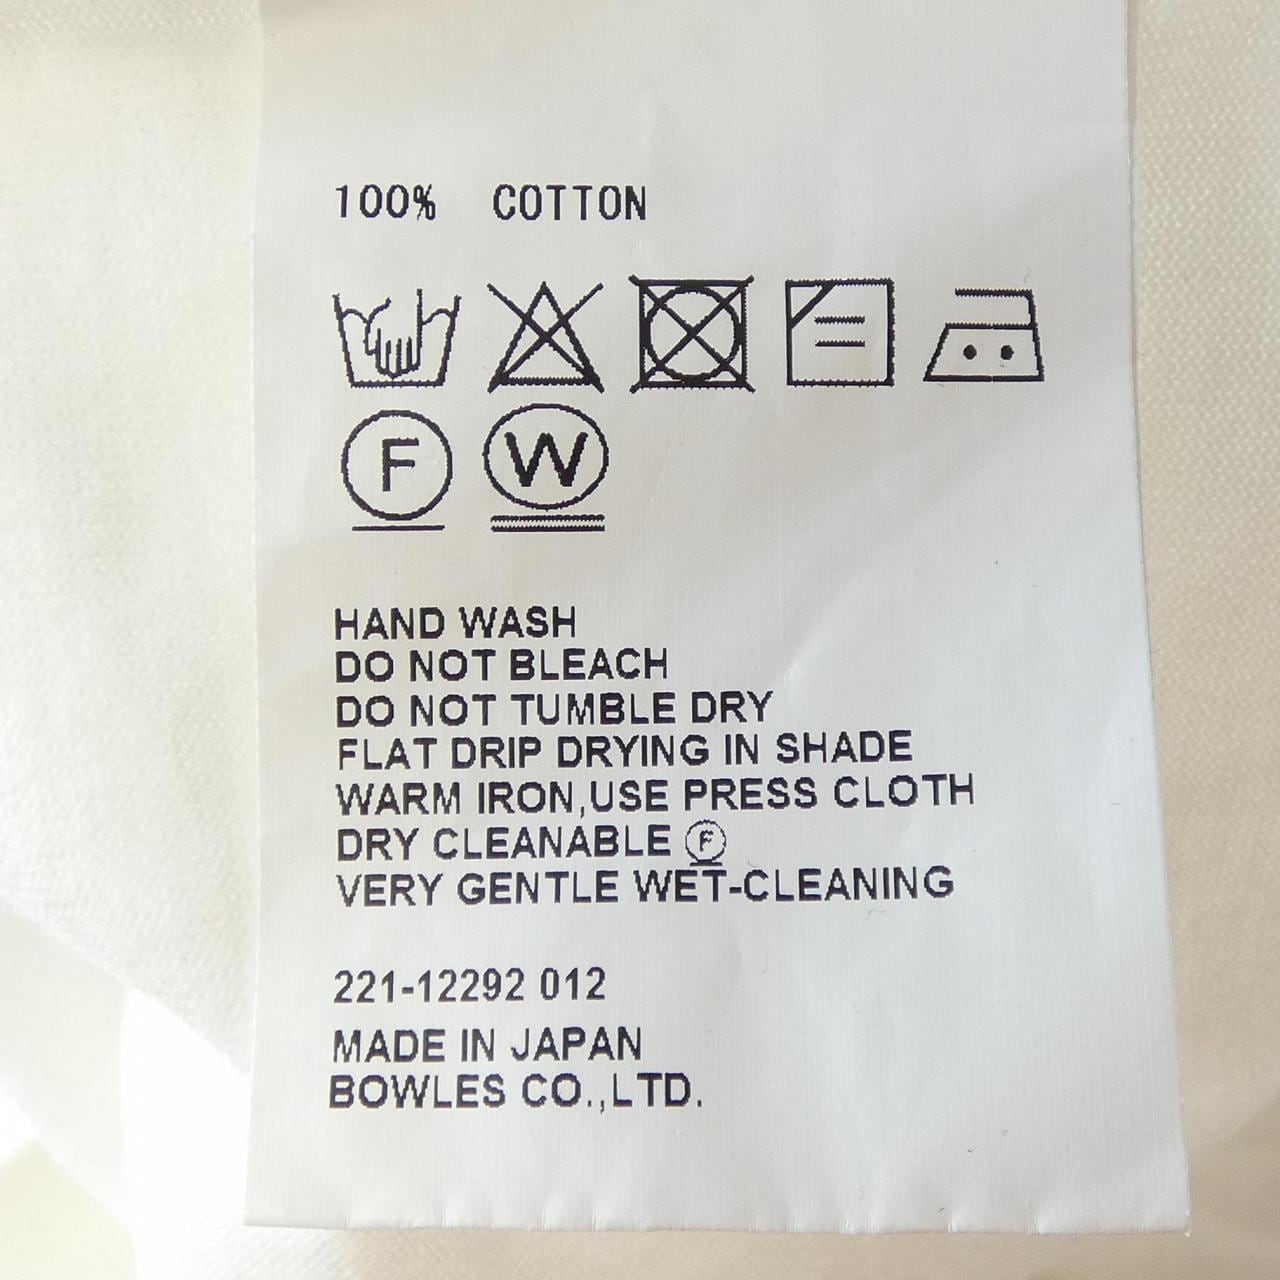 100% COTTON
F W
HAND WASH
DO NOT BLEACH
DO NOT TUMBLE DRY
FLAT DRIP DRYING IN SHADE
WARM IRON,USE PRESS CLOTH
DRY CLEANABLE Ⓕ
VERY GENTLE WET-CLEANING
221-12292 012
MADE IN JAPAN
BOWLES CO.,LTD.